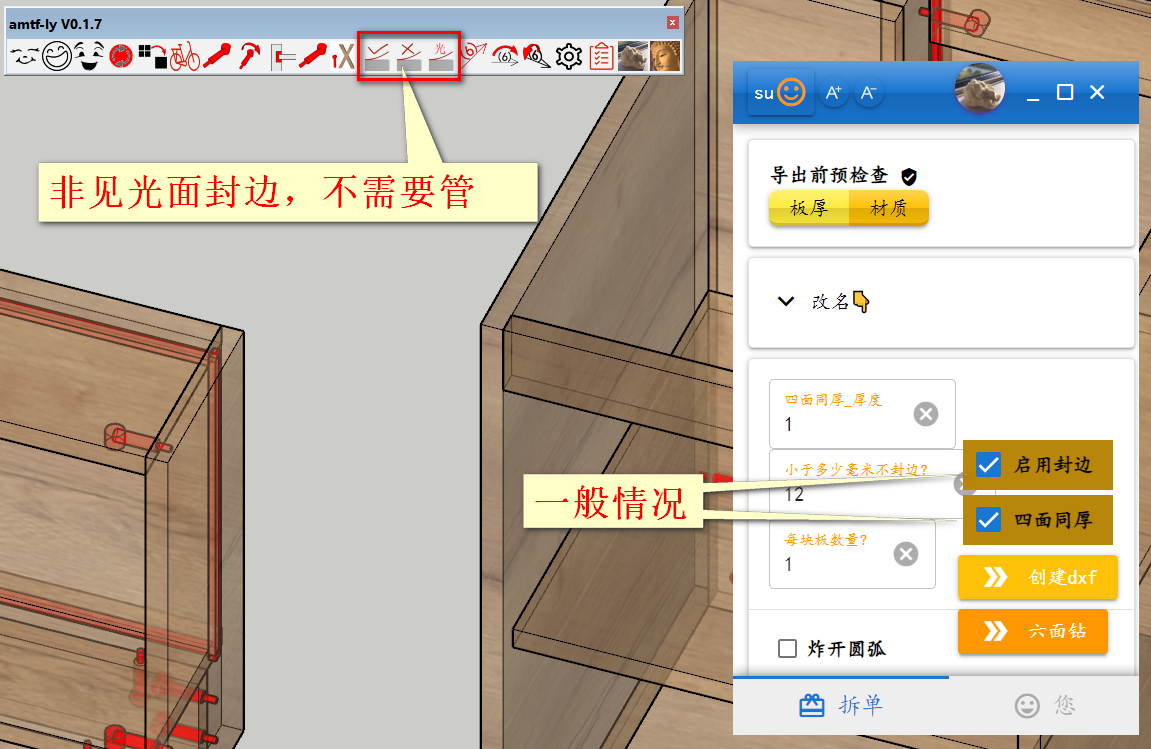 amtf-ly V0.1.7
光
非见光面封边，不需要管
su
A+
A-
导出前预检查
板厚
材质
改名
四面同厚_厚度
1
启用封边
小于多少毫米不封边?
12
一般情况
四面同厚
每块板数量?
1
创建dxf
六面钻
炸开圆弧
拆单
您